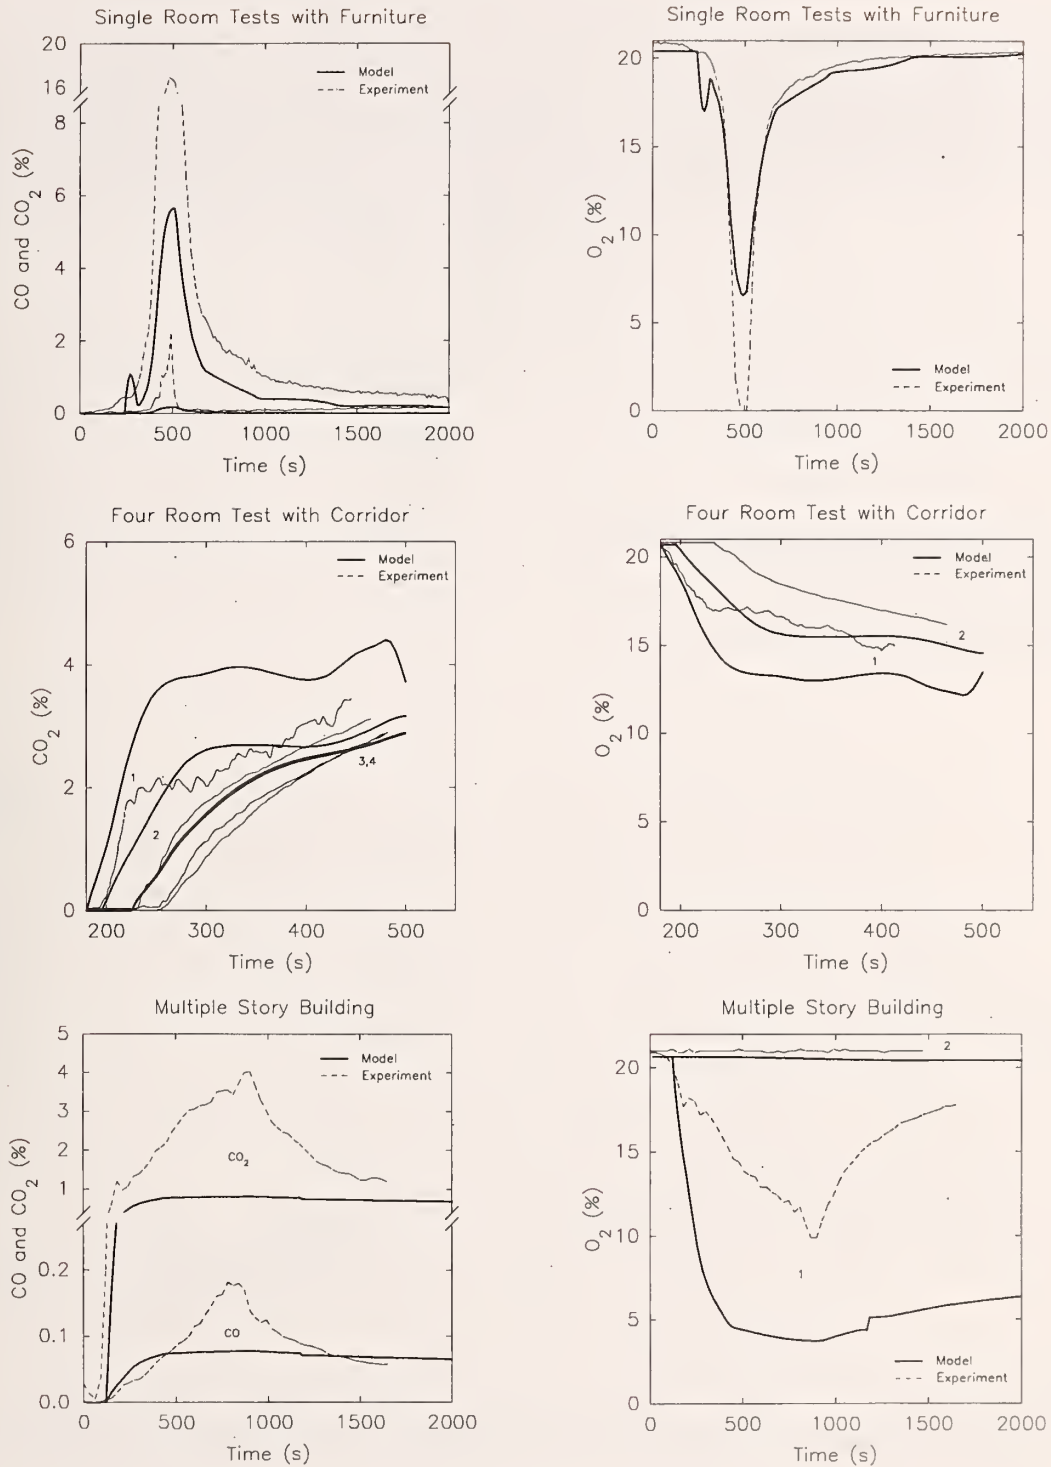 Single Room Tests with Furniture
20
16
8
6
4
2
0
CO and CO2 (%)
Model
Experiment
0 500 1000 1500 2000
Time (s)
Single Room Tests with Furniture
20
15
10
5
0
O2 (%)
Model
Experiment
0 500 1000 1500 2000
Time (s)
Four Room Test with Corridor
6
4
2
0
CO2 (%)
Model
Experiment
1
2
3,4
200 300 400 500
Time (s)
Four Room Test with Corridor
20
15
10
5
0
O2 (%)
Model
Experiment
2
1
200 300 400 500
Time (s)
Multiple Story Building
5
4
3
2
1
0.2
0.1
0.0
CO and CO2 (%)
Model
Experiment
CO2
CO
0 500 1000 1500 2000
Time (s)
Multiple Story Building
20
15
10
5
0
O2 (%)
2
1
Model
Experiment
0 500 1000 1500 2000
Time (s)